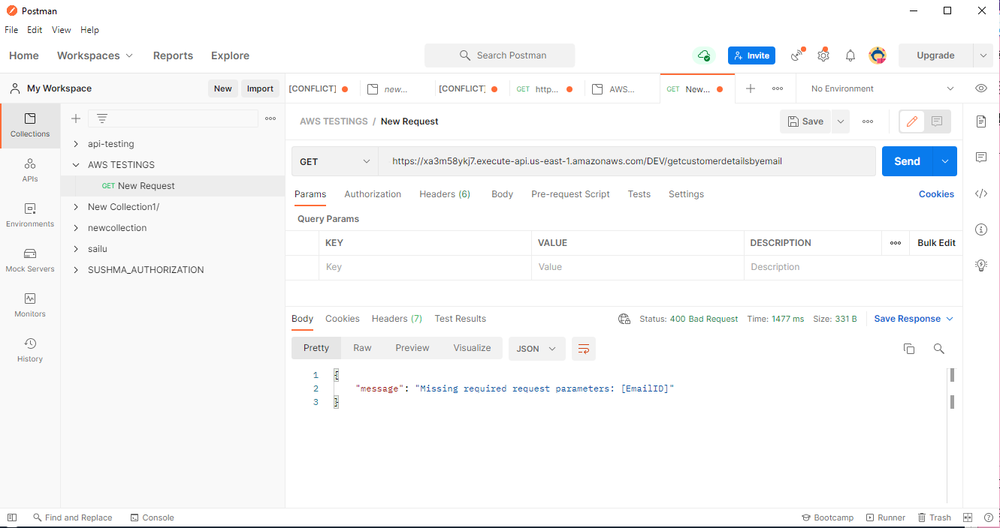 Postman
File Edit View Help
Home Workspaces Reports Explore Search Postman Invite Upgrade
My Workspace New Import
[CONFLICT] new... [CONFLICT] GET http... AWS... GET New... No Environment
Collections
APIs
Environments
Mock Servers
Monitors
History
api-testing
AWS TESTINGS
GET New Request
New Collection1/
newcollection
sailu
SUSHMA_AUTHORIZATION
AWS TESTINGS / New Request Save
GET https://xa3m58ykj7.execute-api.us-east-1.amazonaws.com/DEV/getcustomerdetailsbyemail Send
Params Authorization Headers (6) Body Pre-request Script Tests Settings Cookies
Query Params
KEY VALUE DESCRIPTION Bulk Edit
Key Value Description
Body Cookies Headers (7) Test Results Status: 400 Bad Request Time: 1477 ms Size: 331 B Save Response
Pretty Raw Preview Visualize JSON
1 {
2 "message": "Missing required request parameters: [EmailID]"
3 }
Find and Replace Console Bootcamp Runner Trash